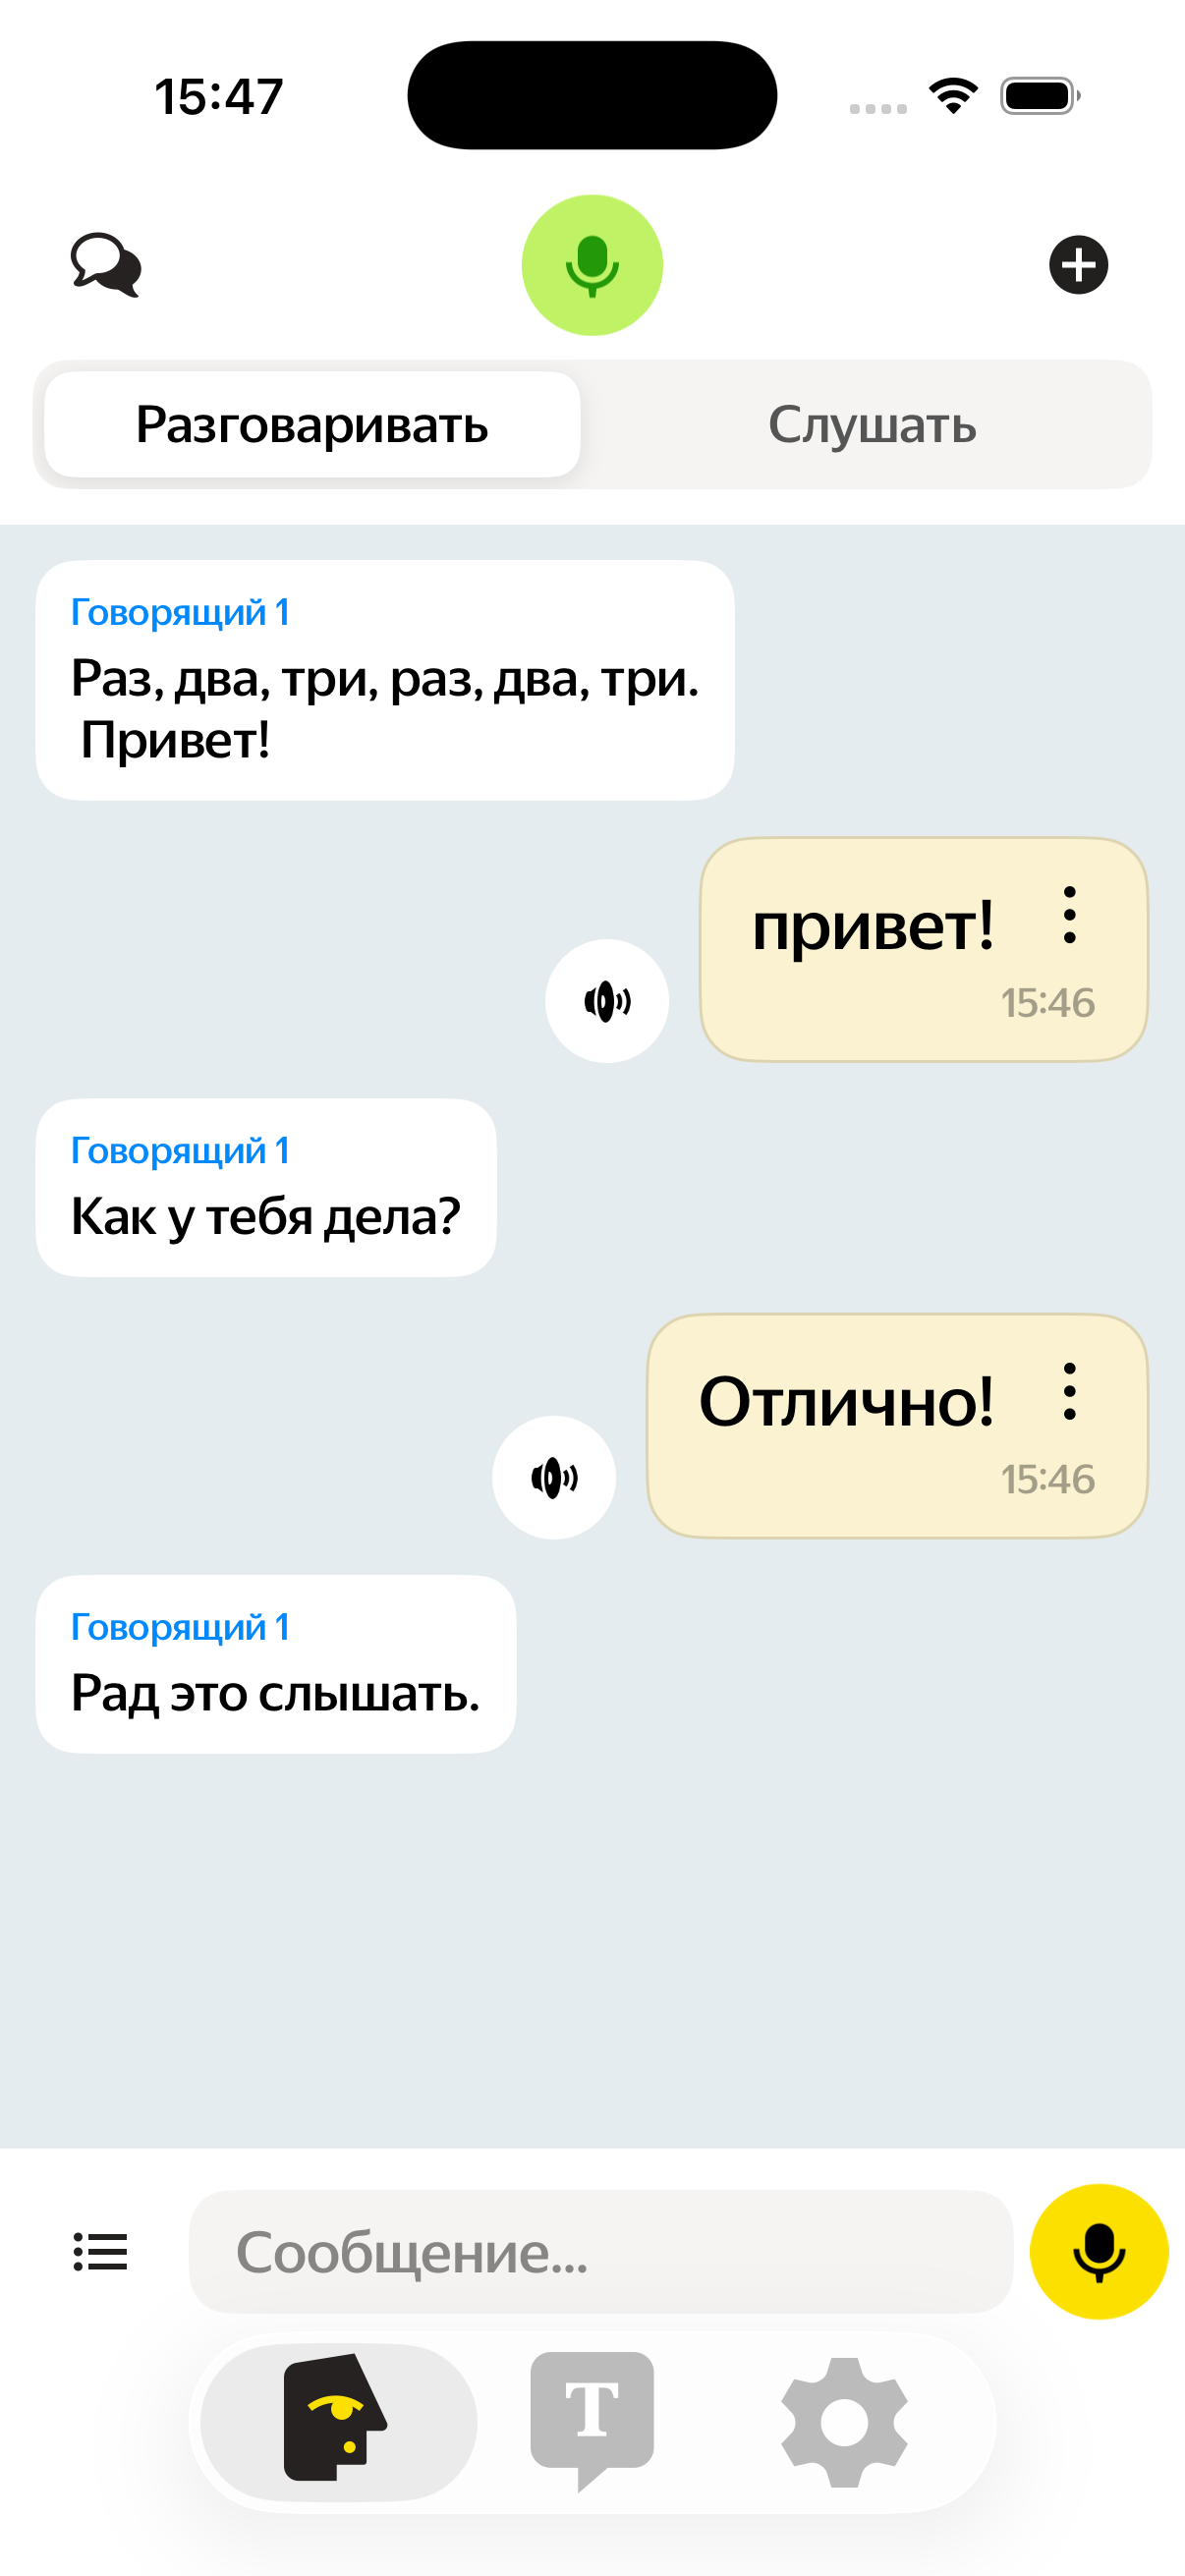 15:47
Разговаривать
Слушать
Говорящий 1
Раз, два, три, раз, два, три.
Привет!
привет!
15:46
Говорящий 1
Как у тебя дела?
Отлично!
15:46
Говорящий 1
Рад это слышать.
Сообщение...
T